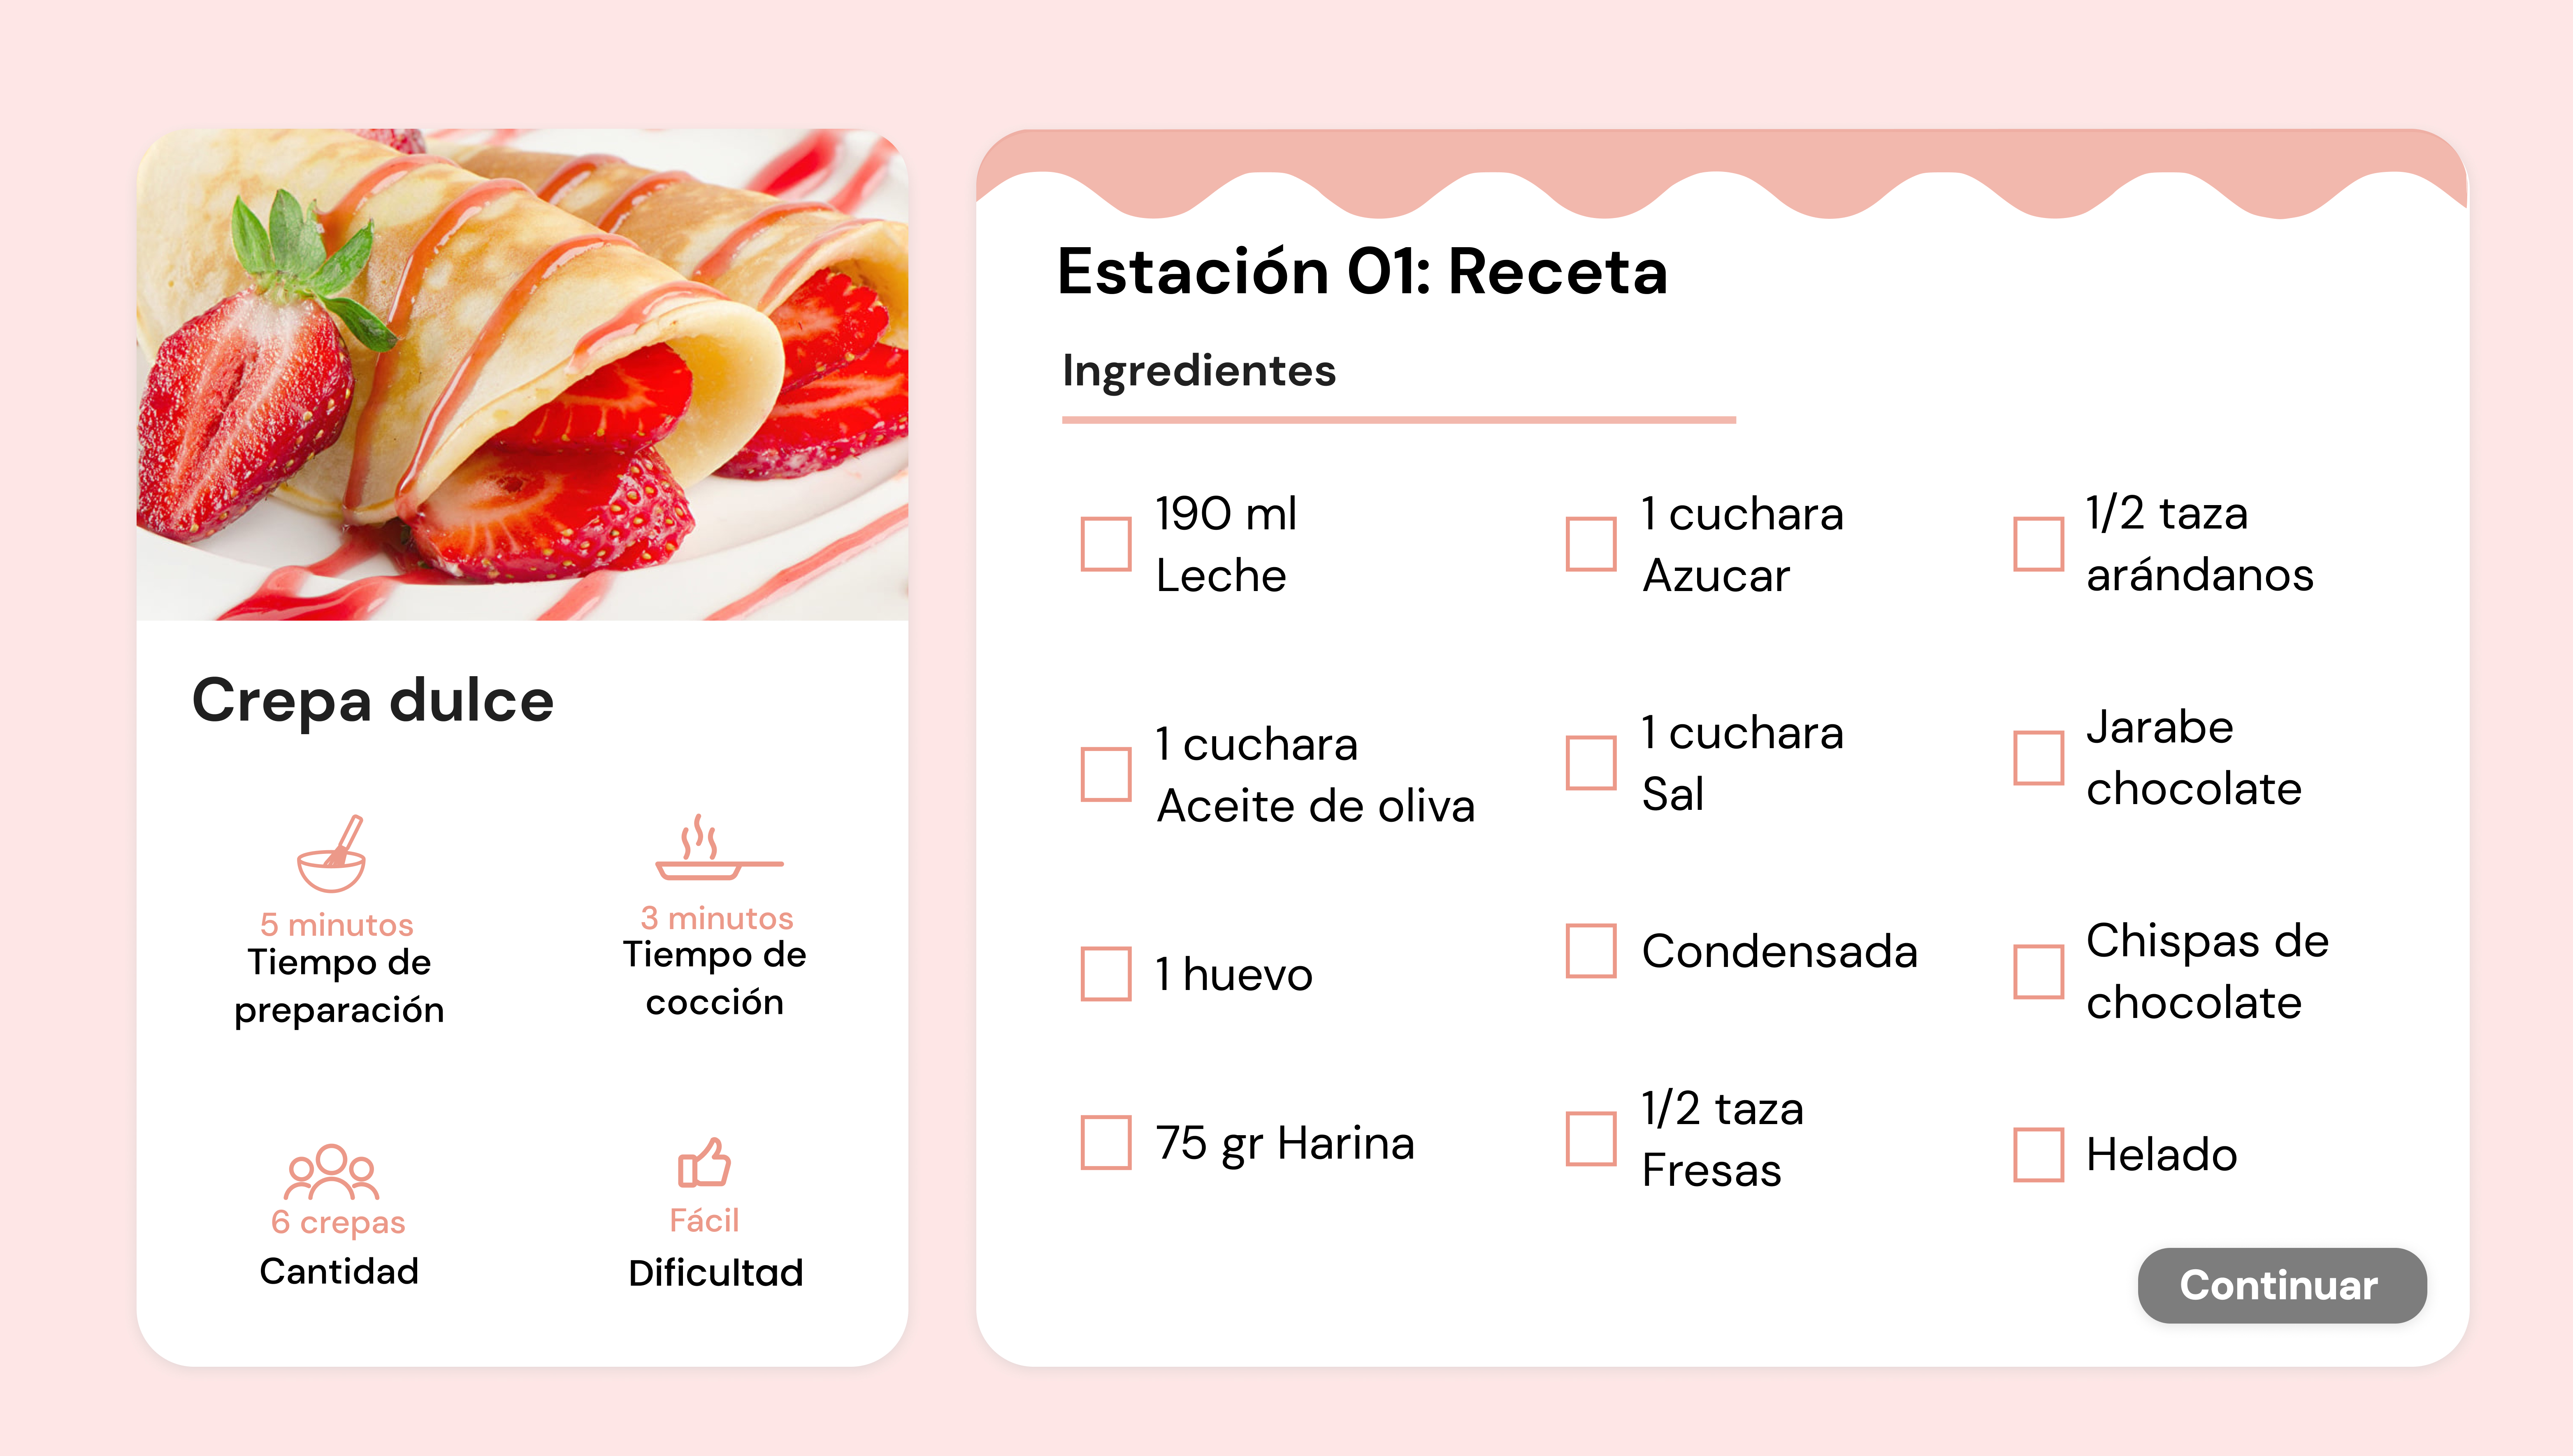 Crepa dulce
5 minutos
Tiempo de
preparación
3 minutos
Tiempo de
cocción
6 crepas
Cantidad
Fácil
Dificultad
Estación 01: Receta
Ingredientes
190 ml
Leche
1 cuchara
Aceite de oliva
1 huevo
75 gr Harina
1 cuchara
Azucar
1 cuchara
Sal
Condensada
1/2 taza
Fresas
1/2 taza
arándanos
Jarabe
chocolate
Chispas de
chocolate
Helado
Continuar